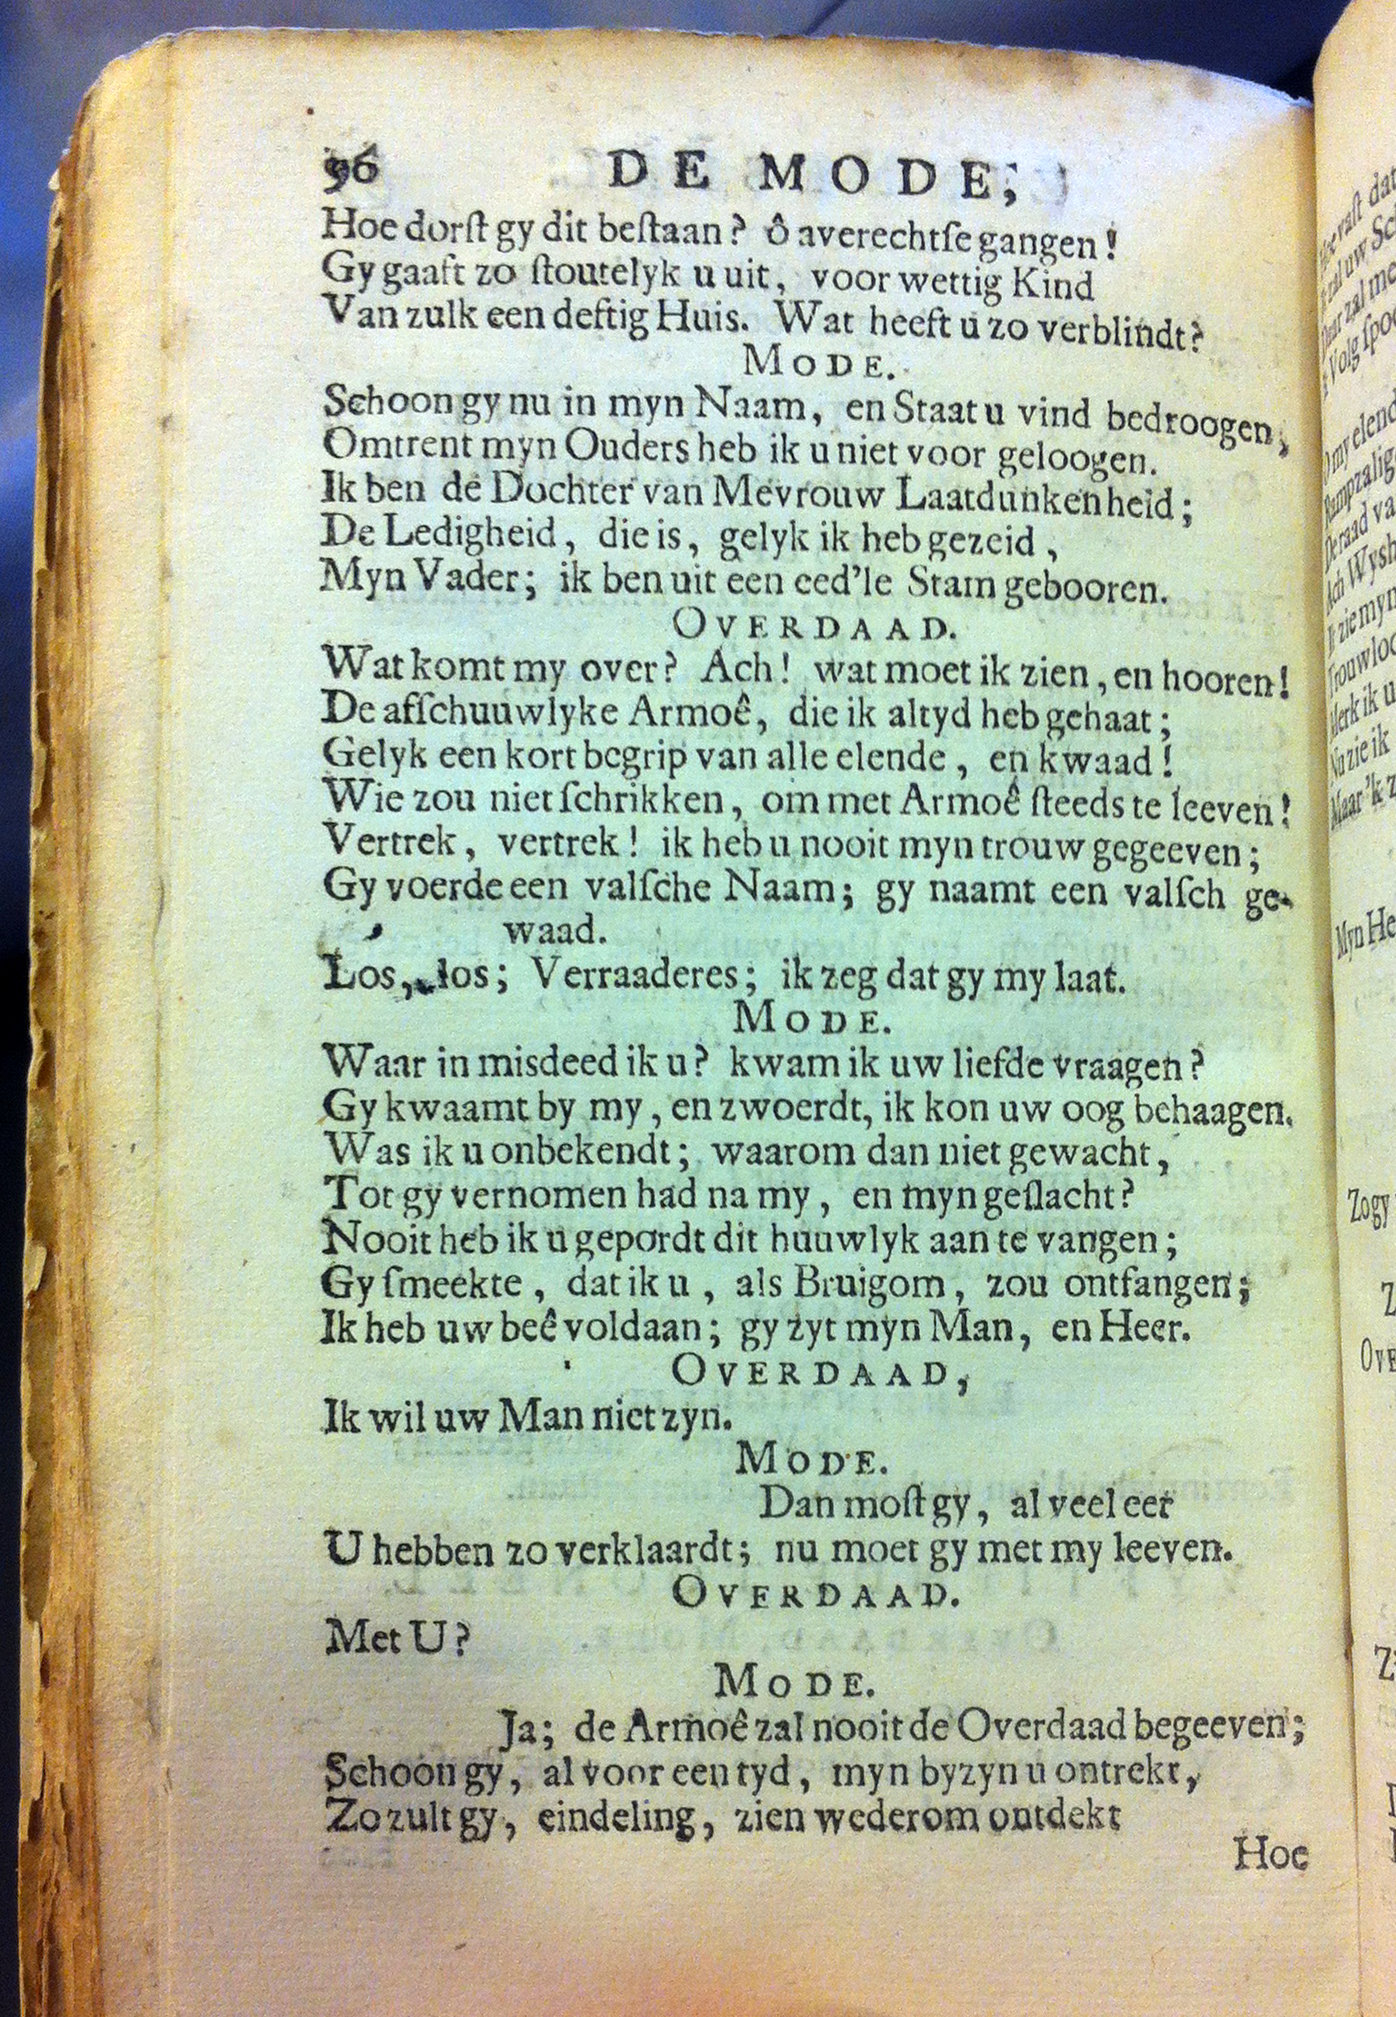 96 DE MODE;
Hoe dorſt gy dit beſtaan? ô averechtſe gangen!
Gy gaaft zo ſtoutelyk u uit, voor wettig Kind
Van zulk een deftig Huis. Wat heeft u zo verblindt?
MODE.
Schoon gy nu in myn Naam, en Staat u vind bedroogen,
Omtrent myn Ouders heb ik u niet voor geloogen.
Ik ben de Dochter van Mevrouw Laatdunkenheid;
De Ledigheid, die is, gelyk ik heb gezeid,
Myn Vader; ik ben uit een eed'le Stam gebooren.
OVERDAAD.
Wat komt my over? Ach! wat moet ik zien, en hooren!
De afſchuuwlyke Armoê, die ik altyd heb gehaat;
Gelyk een kort begrip van alle elende, en kwaad!
Wie zou niet ſchrikken, om met Armoê ſteeds te leeven!
Vertrek, vertrek! ik heb u nooit myn trouw gegeeven;
Gy voerde een valſche Naam; gy naamt een valſch ge-
waad.
Los, los; Verraaderes; ik zeg dat gy my laat.
MODE.
Waar in misdeed ik u? kwam ik uw liefde vraagen?
Gy kwaamt by my, en zwoerdt, ik kon uw oog behaagen.
Was ik u onbekendt; waarom dan niet gewacht,
Tot gy vernomen had na my, en myn geſlacht?
Nooit heb ik u gepordt dit huuwlyk aan te vangen;
Gy ſmeekte, dat ik u, als Bruigom, zou ontfangen;
Ik heb uw beê voldaan; gy zyt myn Man, en Heer.
OVERDAAD,
Ik wil uw Man niet zyn.
MODE.
Dan moſt gy, al veel eer
U hebben zo verklaardt; nu moet gy met my leeven.
OVERDAAD.
Met U?
MODE.
Ja; de Armoê zal nooit de Overdaad begeeven;
Schoon gy, al voor een tyd, myn byzyn u ontrekt,
Zo zult gy, eindeling, zien wederom ontdekt
Hoe